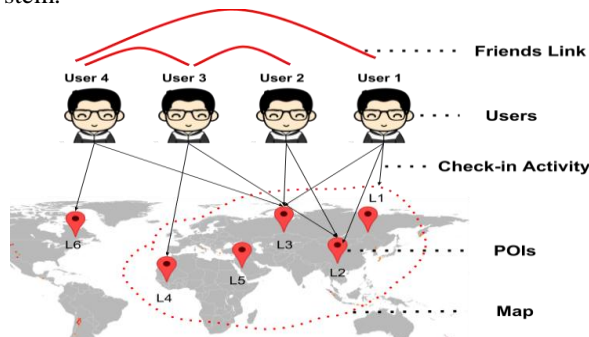 stem.
Friends Link
User 4 User 3 User 2 User 1
Users
Check-in Activity
L1
L6 L3 POIs
L5 L2
L4
Map